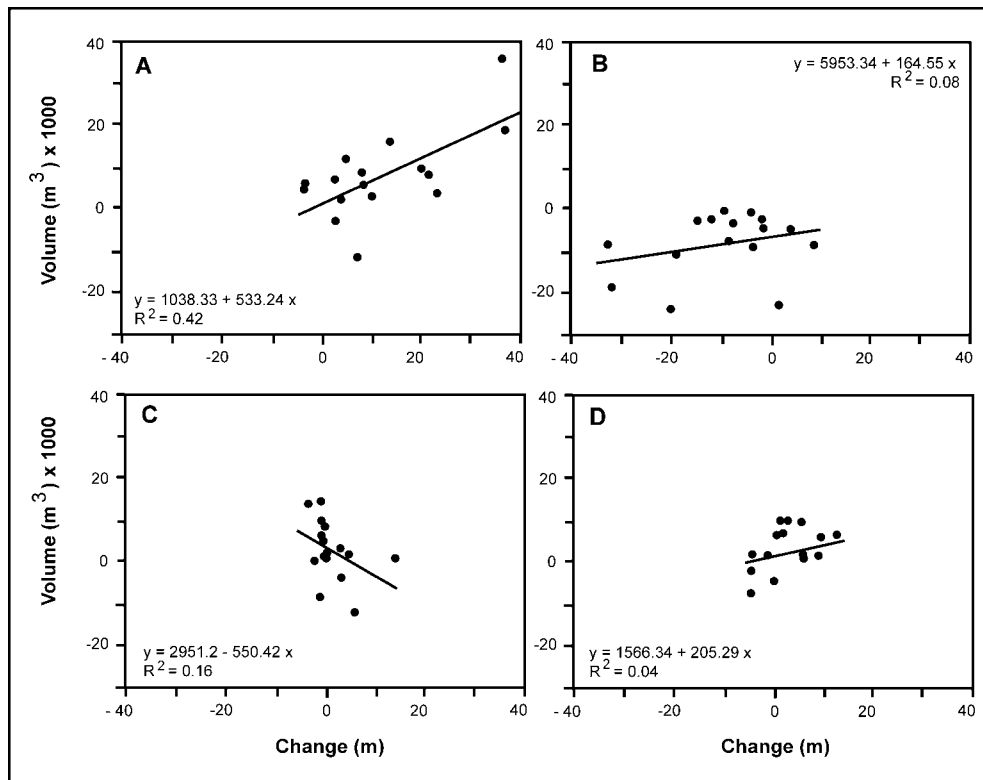 A
B
y = 5953.34 + 164.55 x
R² = 0.08
Volume (m³) x 1000
40
20
0
-20
y = 1038.33 + 533.24 x
R² = 0.42
- 40
-20
0
20
40
40
20
0
-20
- 40
-20
0
20
40
C
D
Volume (m³) x 1000
40
20
0
-20
y = 2951.2 - 550.42 x
R² = 0.16
- 40
-20
0
20
40
Change (m)
40
20
0
-20
y = 1566.34 + 205.29 x
R² = 0.04
- 40
-20
0
20
40
Change (m)